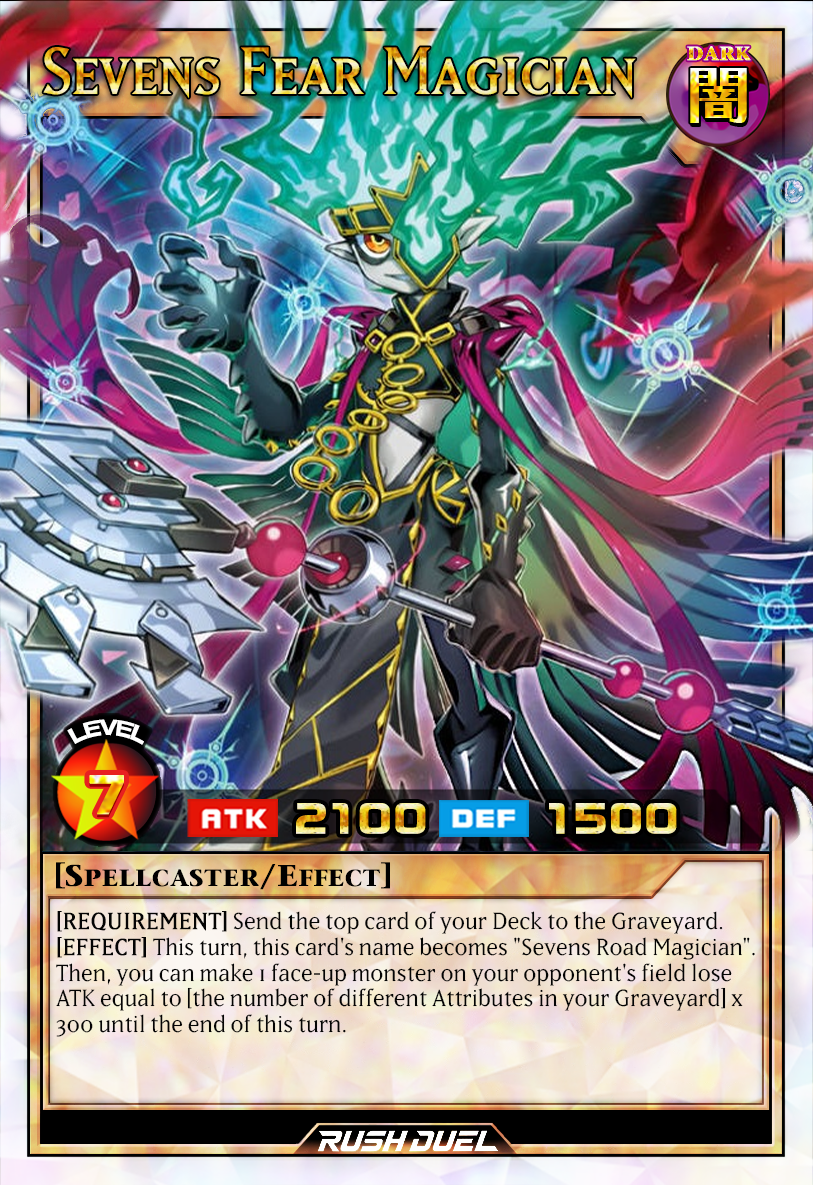 Sevens Fear Magician
DARK
闇
LEVEL
7
ATK 2100 DEF 1500
[Spellcaster/Effect]
[REQUIREMENT] Send the top card of your Deck to the Graveyard.
[EFFECT] This turn, this card's name becomes "Sevens Road Magician".
Then, you can make 1 face-up monster on your opponent's field lose
ATK equal to [the number of different Attributes in your Graveyard] x
300 until the end of this turn.
RUSH DUEL